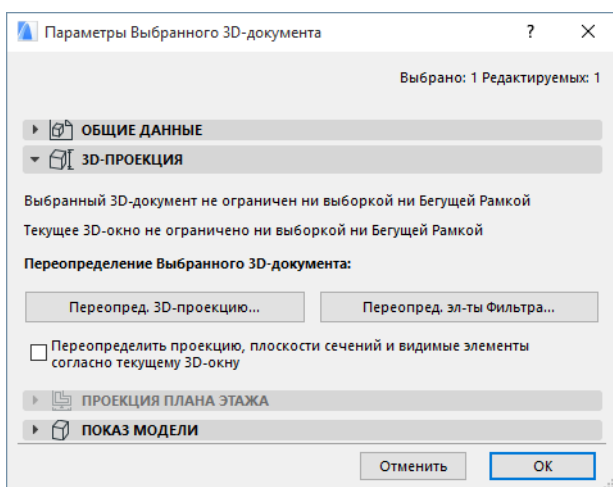 Параметры Выбранного 3D-документа
?
Выбрано: 1 Редактируемых: 1
ОБЩИЕ ДАННЫЕ
3D-ПРОЕКЦИЯ
Выбранный 3D-документ не ограничен ни выборкой ни Бегущей Рамкой
Текущее 3D-окно не ограничено ни выборкой ни Бегущей Рамкой
Переопределение Выбранного 3D-документа:
Переопред. 3D-проекцию... Переопред. эл-ты Фильтра...
Переопределить проекцию, плоскости сечений и видимые элементы
согласно текущему 3D-окну
ПРОЕКЦИЯ ПЛАНА ЭТАЖА
ПОКАЗ МОДЕЛИ
Отменить OK